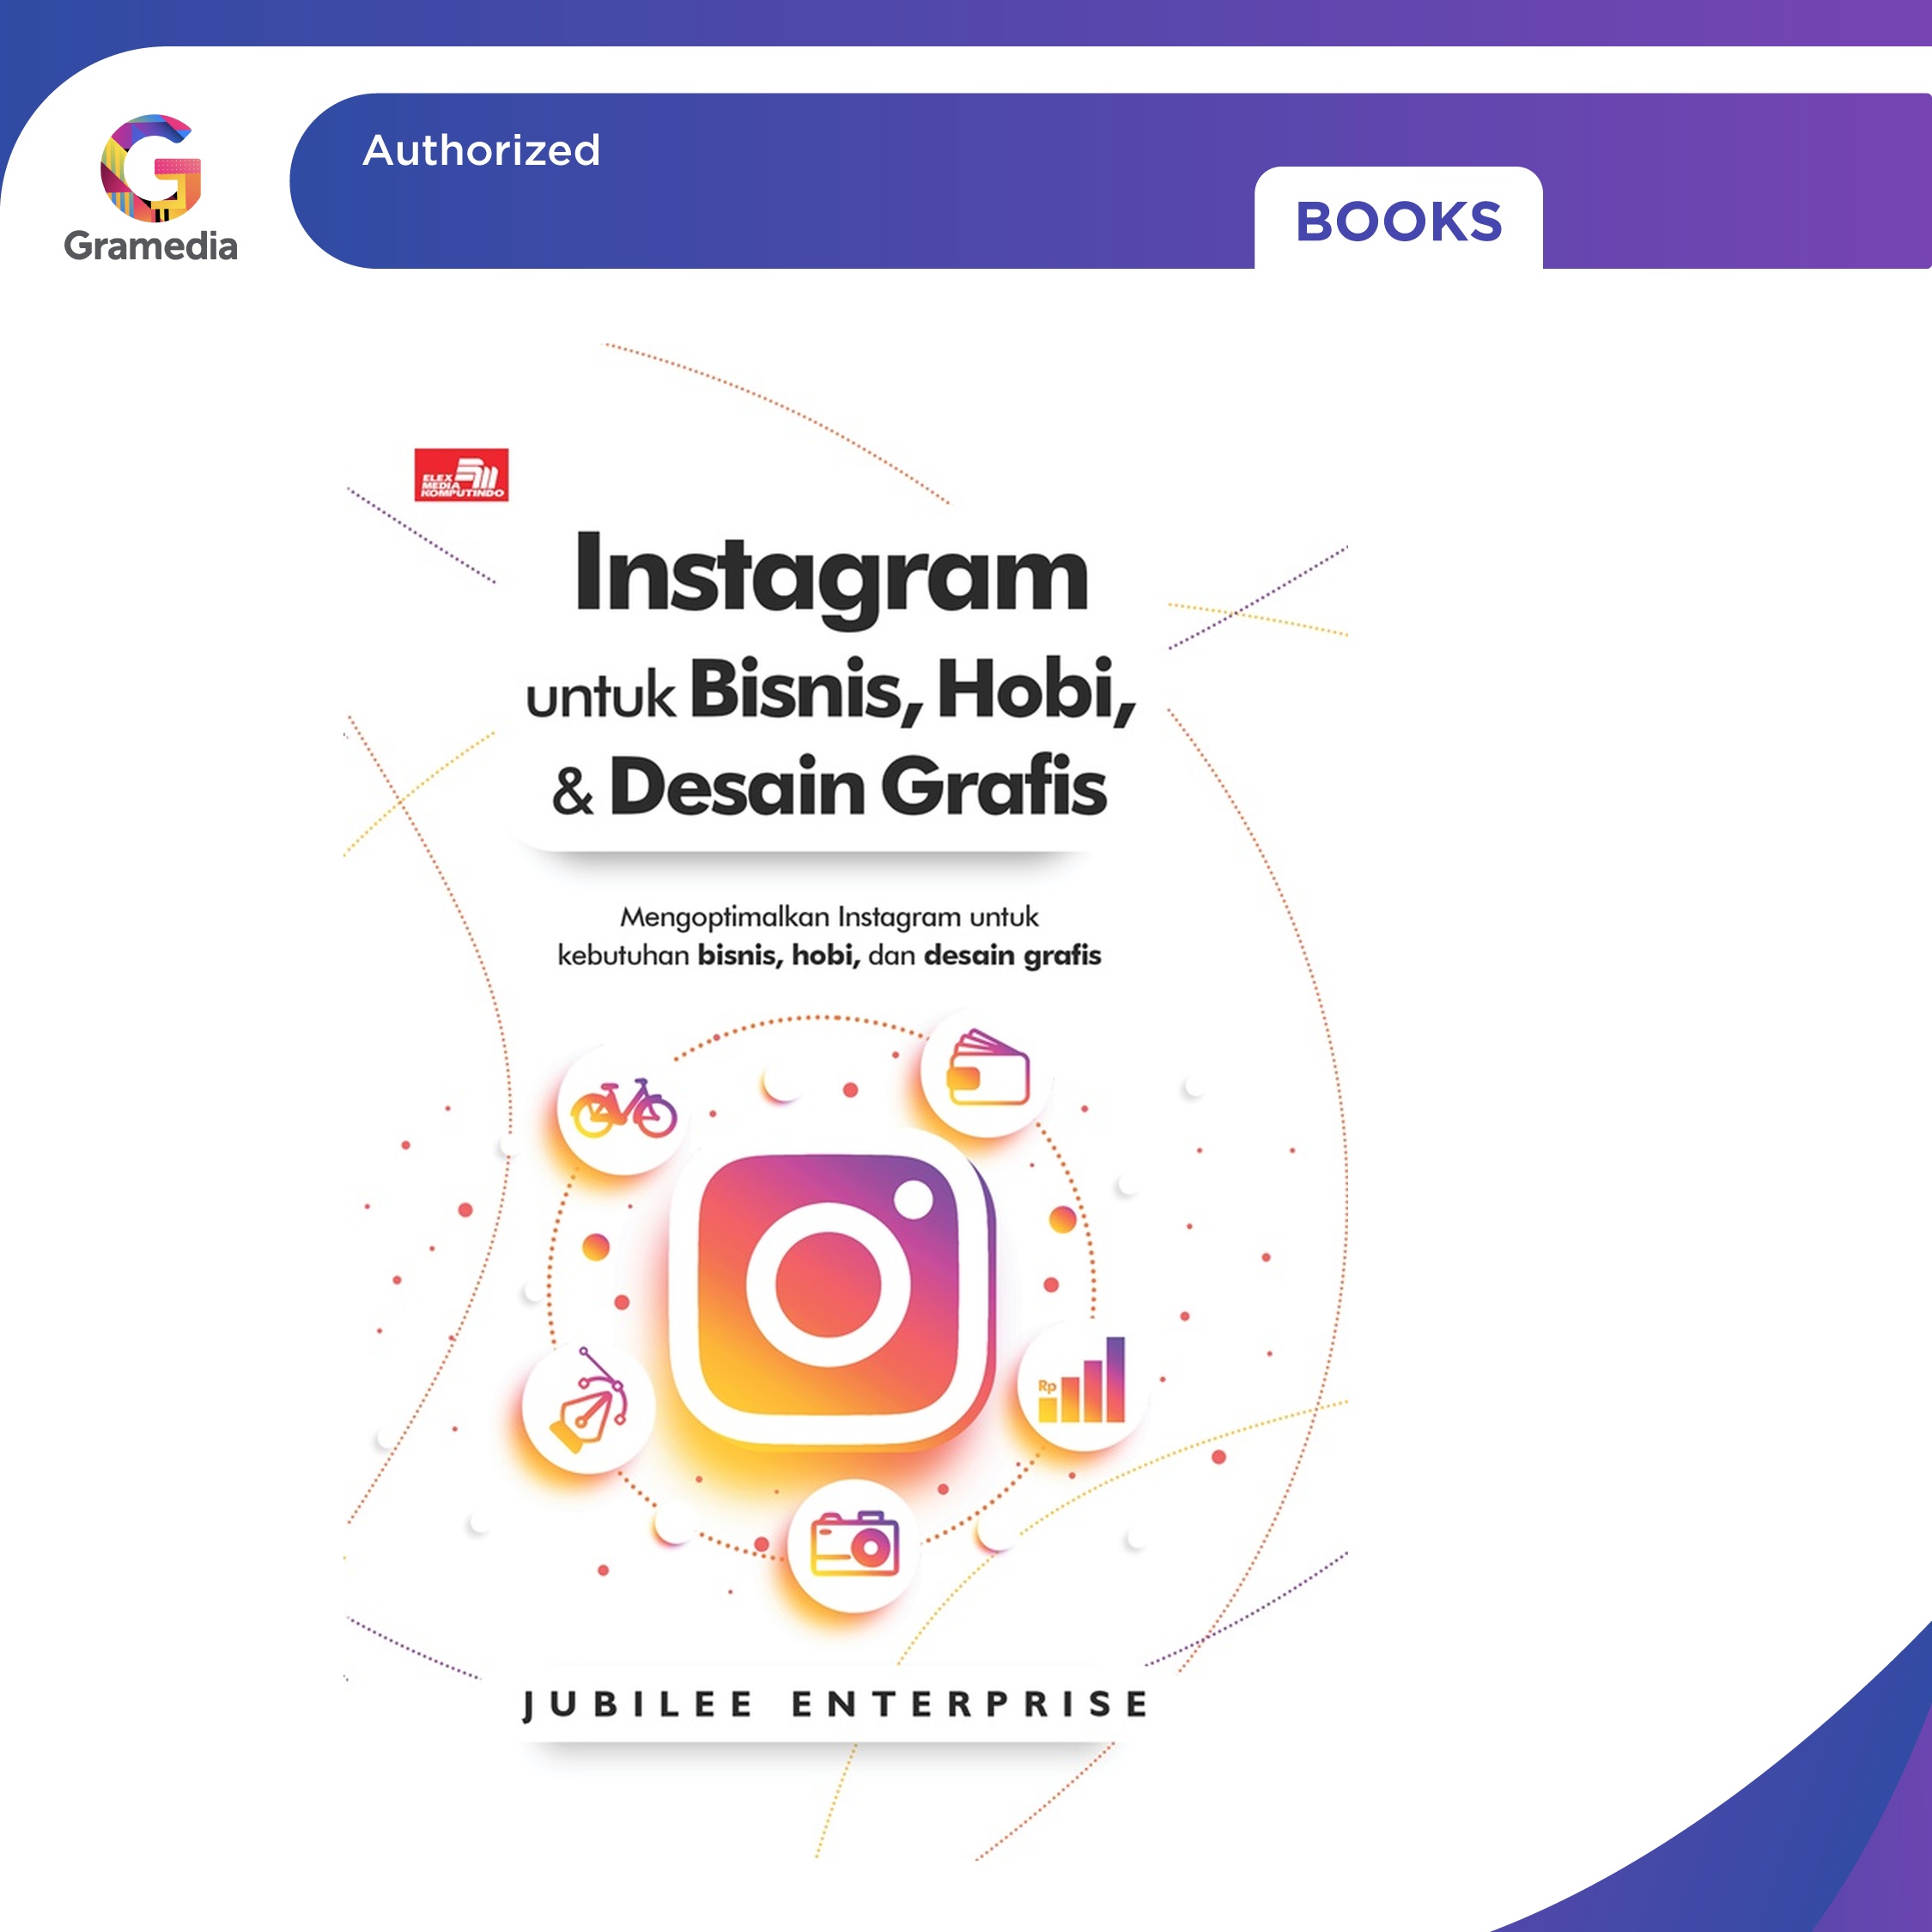 Gramedia
Authorized
BOOKS
ELEX
MEDIA
KOMPUTINDO
Instagram
untuk Bisnis, Hobi,
& Desain Grafis
Mengoptimalkan Instagram untuk
kebutuhan bisnis, hobi, dan desain grafis
Rp
JUBILEE ENTERPRISE